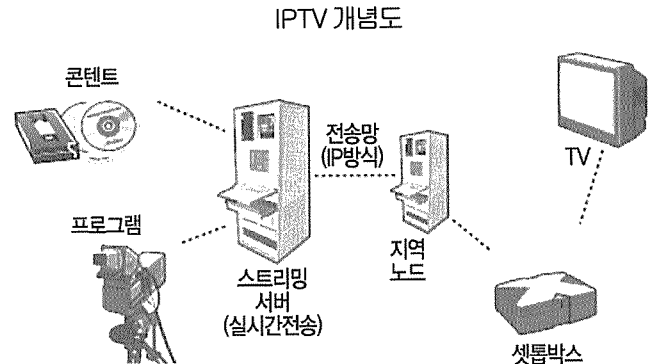 IPTV 개념도
콘텐트
프로그램
스트리밍
서버
(실시간전송)
전송망
(IP방식)
지역
노드
TV
셋톱박스